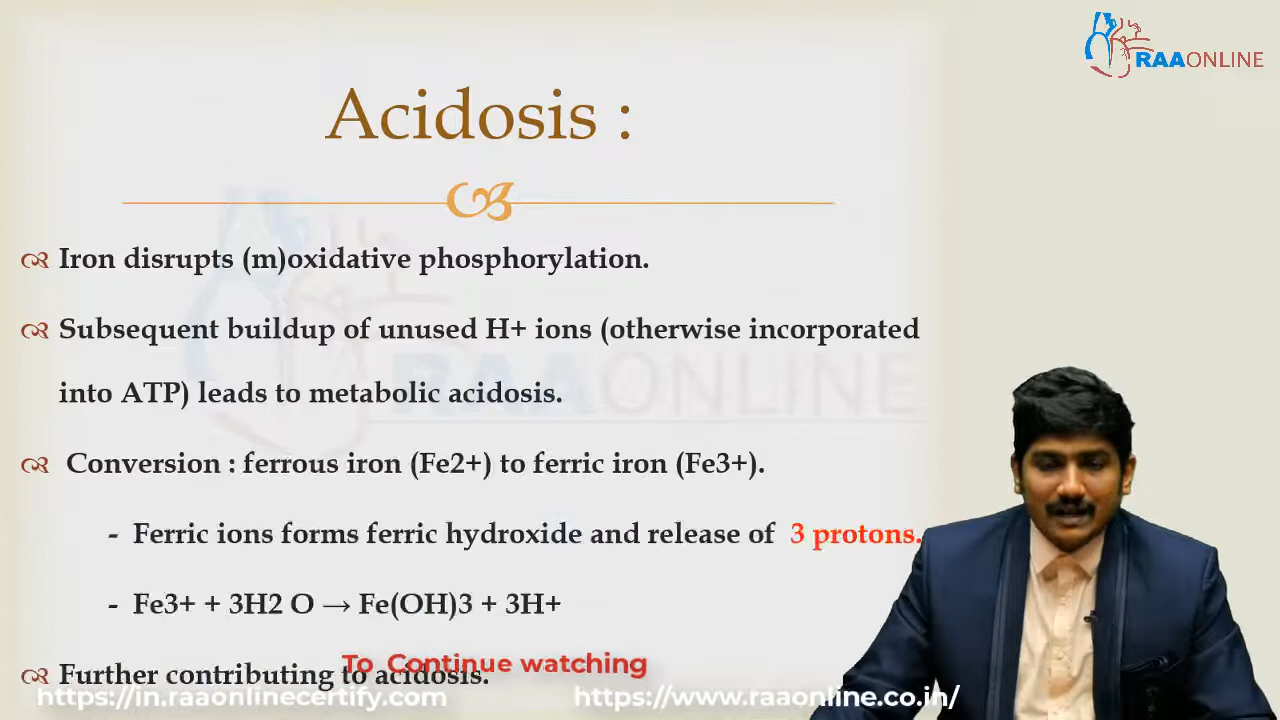 RAAONLINE
Acidosis :
Iron disrupts (m)oxidative phosphorylation.
Subsequent buildup of unused H+ ions (otherwise incorporated
into ATP) leads to metabolic acidosis.
Conversion : ferrous iron (Fe2+) to ferric iron (Fe3+).
- Ferric ions forms ferric hydroxide and release of 3 protons.
- Fe3+ + 3H2 O → Fe(OH)3 + 3H+
Further contributing to acidosis.
To Continue watching
https://in.raaonlinecertify.com https://www.raaonline.co.in/
RAAONLINE